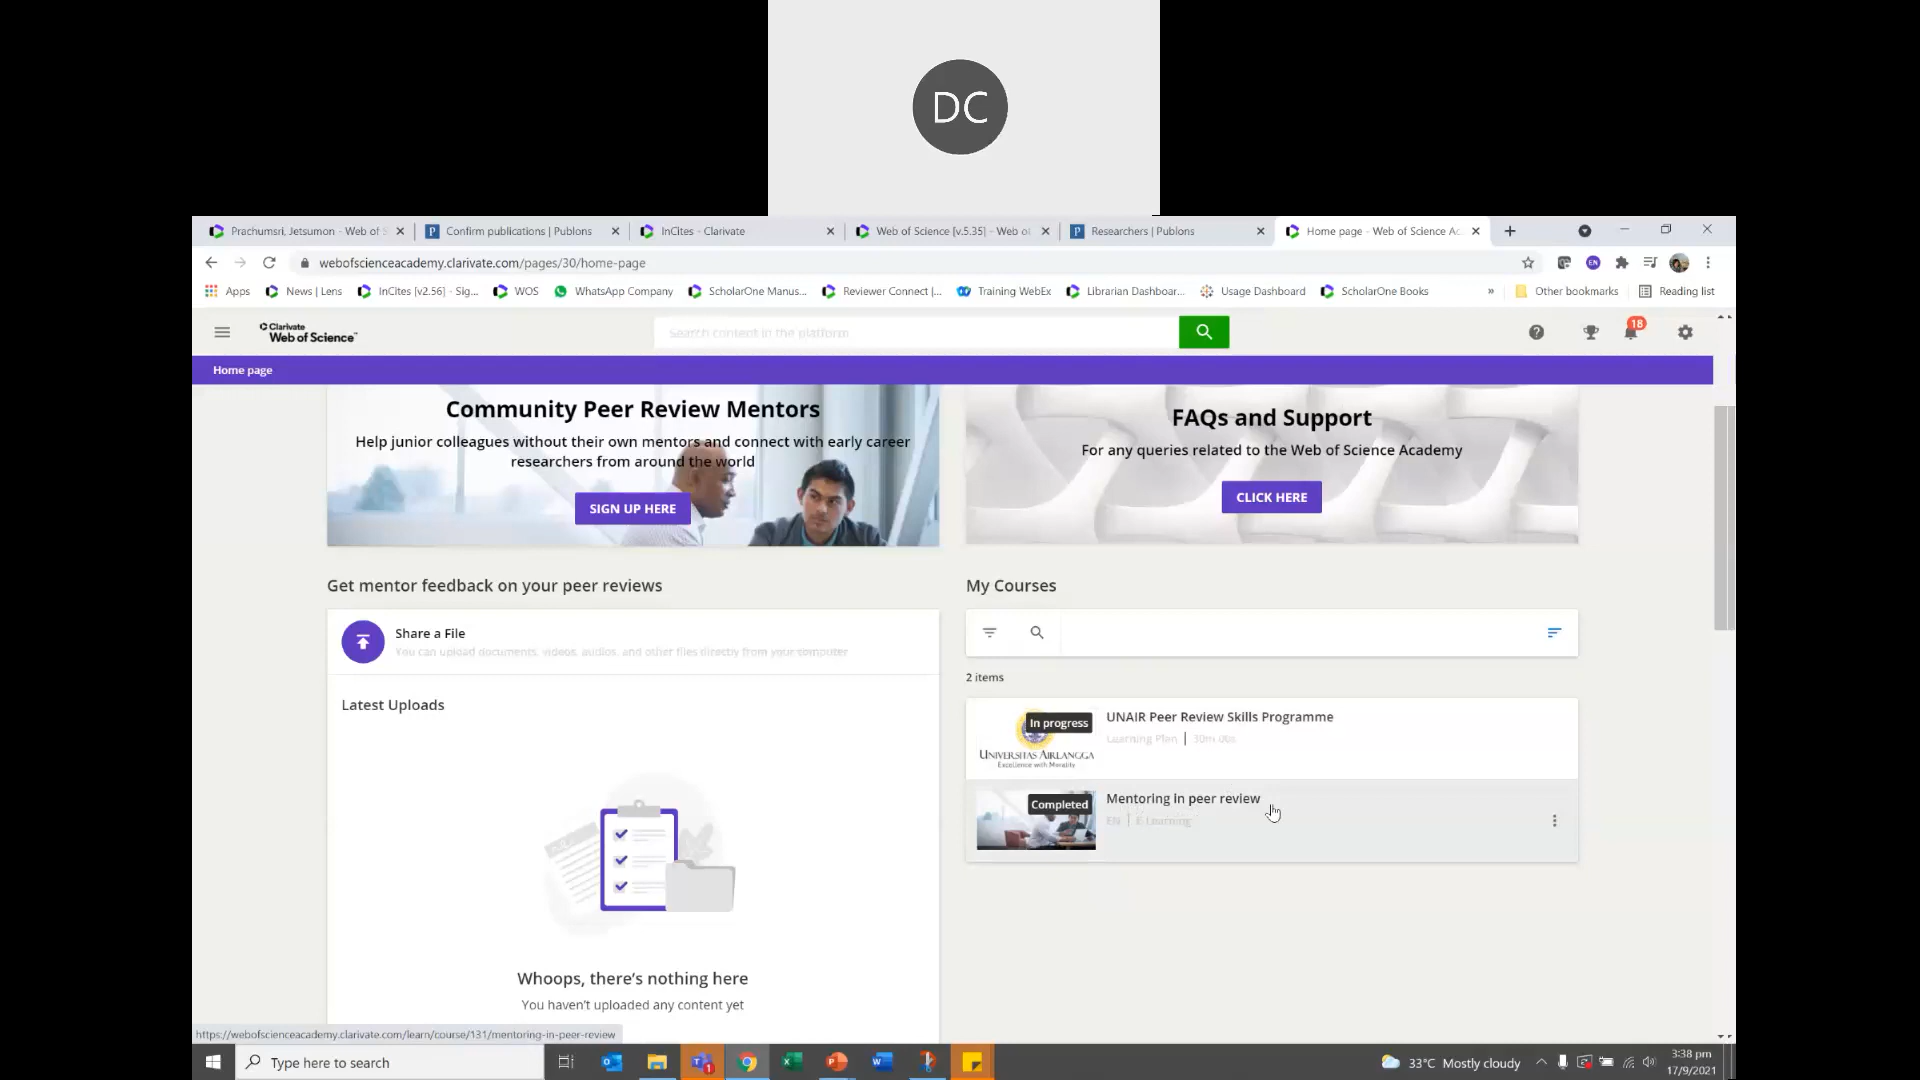 DC
Prachumsri, Jetsumon - Web of S
Confirm publications | Publons
InCites - Clarivate
Web of Science [v.5.35] - Web of
Researchers | Publons
Home page - Web of Science Ac
webofscienceacademy.clarivate.com/pages/30/home-page
Apps
News | Lens
InCites [v2.56] - Sig...
WOS
WhatsApp Company
ScholarOne Manus...
Reviewer Connect |...
Training WebEx
Librarian Dashboar...
Usage Dashboard
ScholarOne Books
»
Other bookmarks
Reading list
Clarivate
Web of Science™
Search content in the platform
18
Home page
Community Peer Review Mentors
Help junior colleagues without their own mentors and connect with early career
researchers from around the world
SIGN UP HERE
FAQs and Support
For any queries related to the Web of Science Academy
CLICK HERE
Get mentor feedback on your peer reviews
Share a File
You can upload documents, videos, audios, and other files directly from your computer
Latest Uploads
Whoops, there's nothing here
You haven't uploaded any content yet
My Courses
2 items
In progress
UNIVERSITAS AIRLANGGA
Excellence with Morality
UNAIR Peer Review Skills Programme
Learning Plan | 30m 00s
Completed
Mentoring in peer review
EN | E-Learning
https://webofscienceacademy.clarivate.com/learn/course/131/mentoring-in-peer-review
Type here to search
1
33°C Mostly cloudy
3:38 pm
17/9/2021